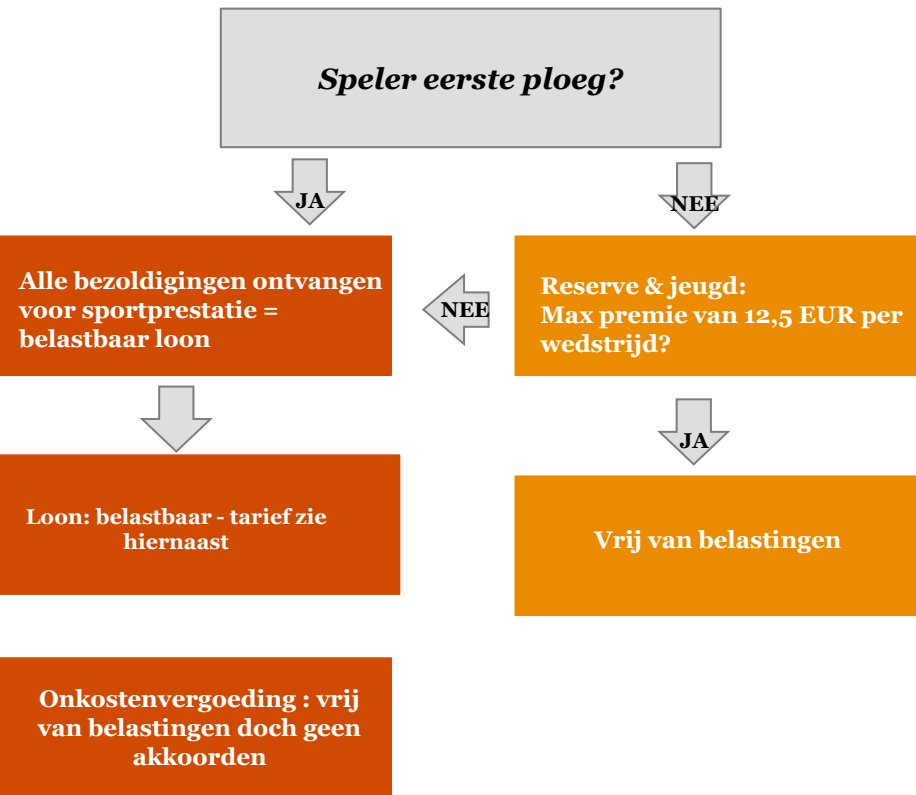 Speler eerste ploeg?
JA
NEE
Alle bezoldigingen ontvangen
voor sportprestatie =
belastbaar loon
NEE
Reserve & jeugd:
Max premie van 12,5 EUR per
wedstrijd?
JA
Loon: belastbaar - tarief zie
hiernaast
Vrij van belastingen
Onkostenvergoeding : vrij
van belastingen doch geen
akkoorden